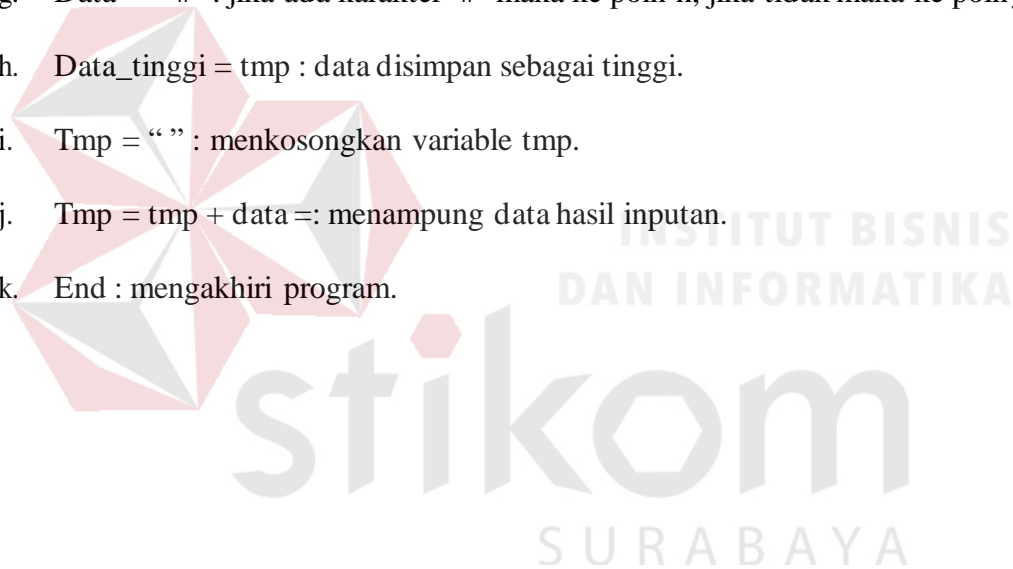 h. Data_tinggi = tmp : data disimpan sebagai tinggi.
i. Tmp = “ ” : menkosongkan variable tmp.
j. Tmp = tmp + data =: menampung data hasil inputan.
k. End : mengakhiri program.
INSTITUT BISNIS
DAN INFORMATIKA
stikom
SURABAYA